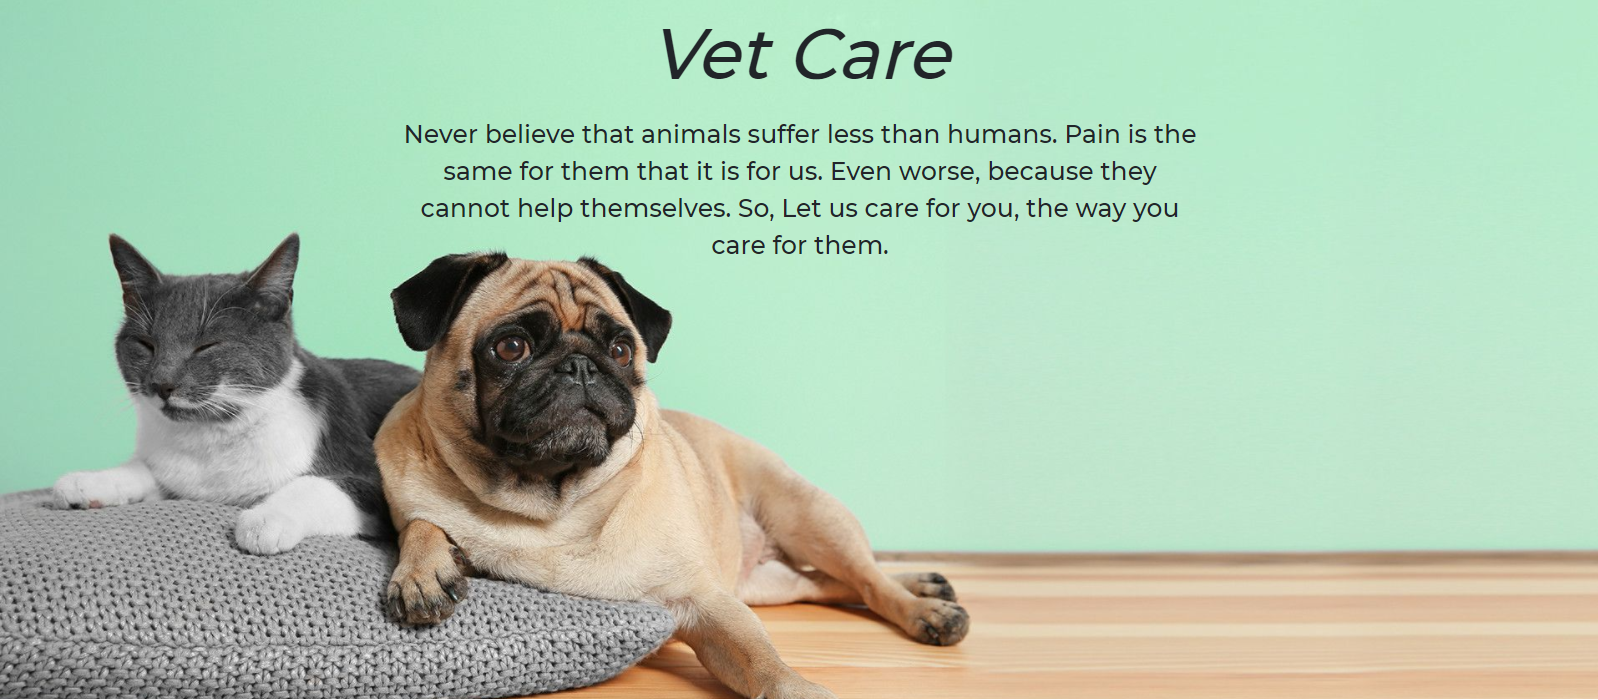 Vet Care
Never believe that animals suffer less than humans. Pain is the
same for them that it is for us. Even worse, because they
cannot help themselves. So, Let us care for you, the way you
care for them.